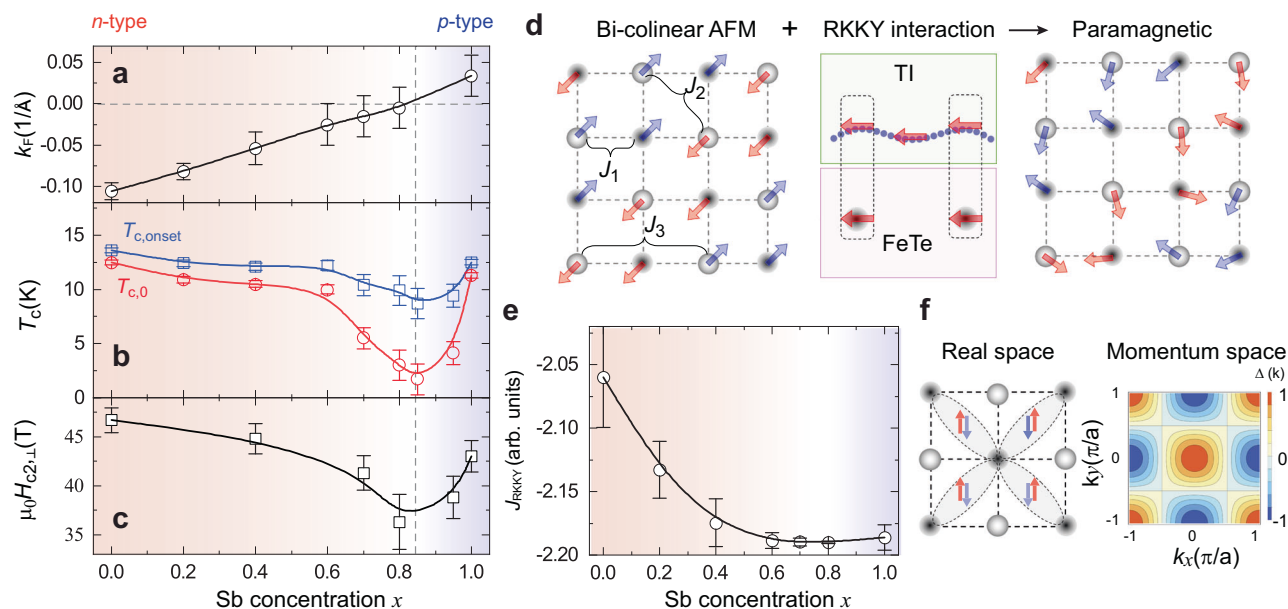 n-type
p-type
a
0.05
0.00
-0.05
-0.10
k_F(1/Å)
T_c,onset
T_c,0
15
10
5
0
T_c(K)
b
c
45
40
35
μ₀H_c2,⊥(T)
0.0 0.2 0.4 0.6 0.8 1.0
Sb concentration x
d
Bi-colinear AFM + RKKY interaction → Paramagnetic
J₂
J₁
J₃
TI
FeTe
e
-2.05
-2.10
-2.15
-2.20
J_RKKY (arb. units)
0.0 0.2 0.4 0.6 0.8 1.0
Sb concentration x
f
Real space
Momentum space
Δ (k)
1
0
-1
ky(π/a)
1
0
-1
-1 0 1
kx(π/a)